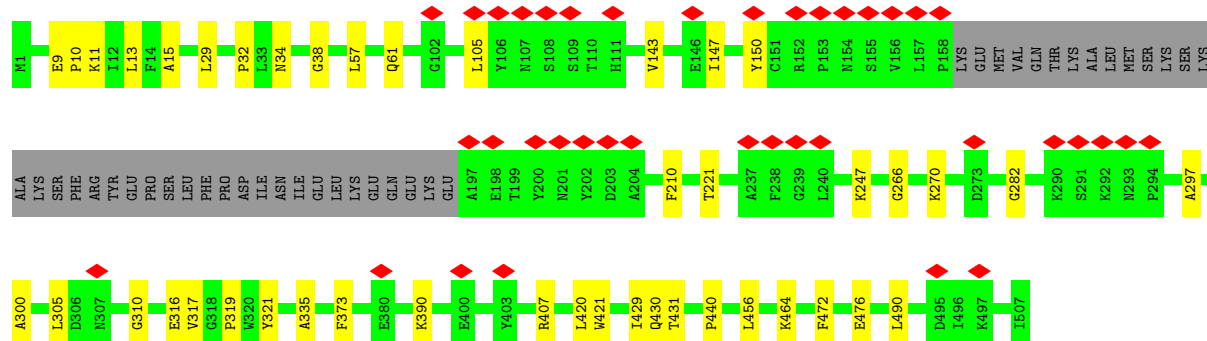 M1 E9 P10 K11 I12 L13 F14 A15 L29 P32 L33 N34 G38 L57 Q61 G102 L105 Y106 N107 S108 S109 T110 H111 V143 E146 I147 Y150 C151 R152 P153 N154 S155 V156 L157 P158 LYS GLU MET VAL GLN THR LYS ALA LEU MET SER LYS SER LYS
ALA LYS SER PHE ARG TYR GLU PRO SER LEU PHE PRO ASP ILE ASN ILE GLU LEU LYS GLU GLN GLU LYS GLU A197 E198 T199 Y200 N201 Y202 D203 A204 F210 T221 A237 F238 G239 L240 K247 G266 K270 D273 G282 K290 S291 K292 N293 P294 A297
A300 L305 D306 N307 G310 E316 V317 G318 P319 W320 Y321 A335 F373 E380 K390 E400 Y403 R407 L420 W421 I429 Q430 T431 P440 L456 K464 F472 E476 L490 D495 I496 K497 I507